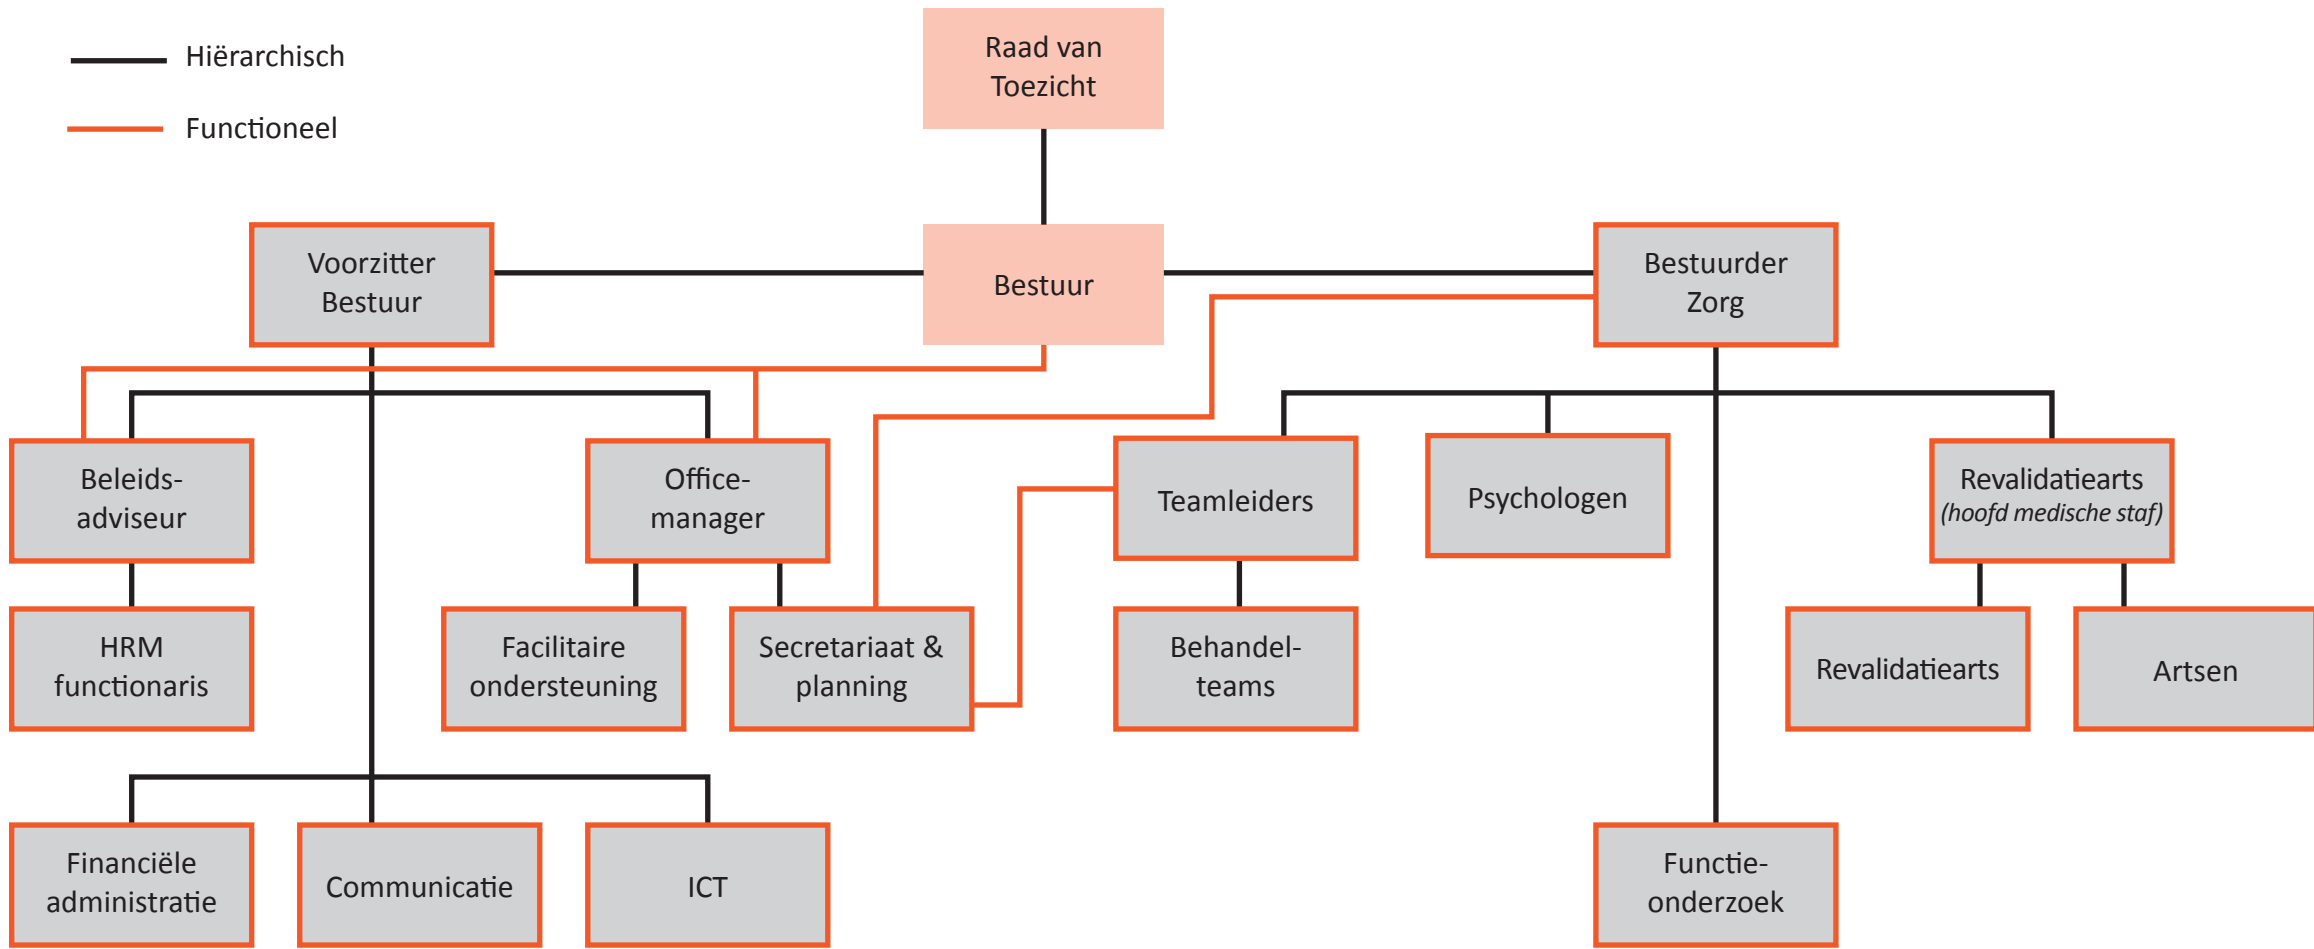 Hiërarchisch
Functioneel
Raad van
Toezicht
Voorzitter
Bestuur
Bestuur
Bestuurder
Zorg
Beleids-
adviseur
Office-
manager
Teamleiders
Psychologen
Revalidatiearts
(hoofd medische staf)
HRM
functionaris
Facilitaire
ondersteuning
Secretariaat &
planning
Behandel-
teams
Revalidatiearts
Artsen
Financiële
administratie
Communicatie
ICT
Functie-
onderzoek